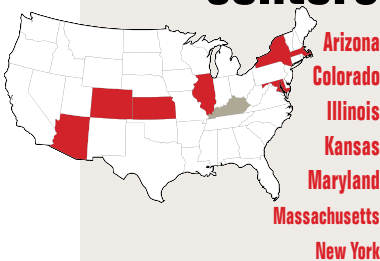 Arizona
Colorado
Illinois
Kansas
Maryland
Massachusetts
New York